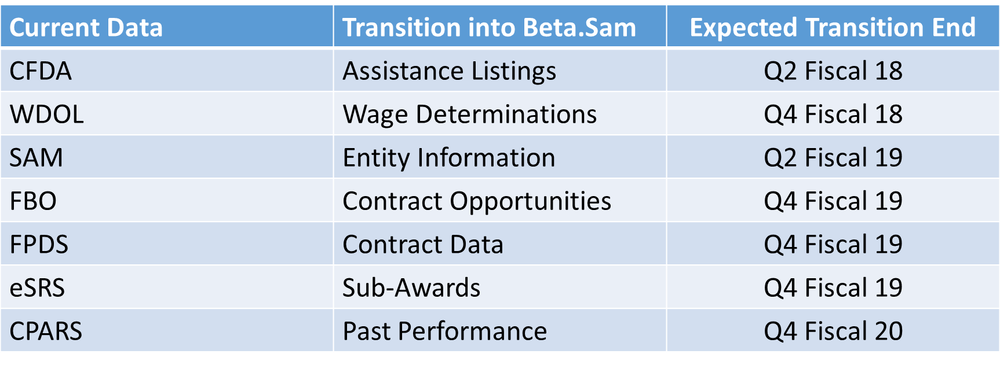 Current Data Transition into Beta.Sam Expected Transition End
CFDA Assistance Listings Q2 Fiscal 18
WDOL Wage Determinations Q4 Fiscal 18
SAM Entity Information Q2 Fiscal 19
FBO Contract Opportunities Q4 Fiscal 19
FPDS Contract Data Q4 Fiscal 19
eSRS Sub-Awards Q4 Fiscal 19
CPARS Past Performance Q4 Fiscal 20